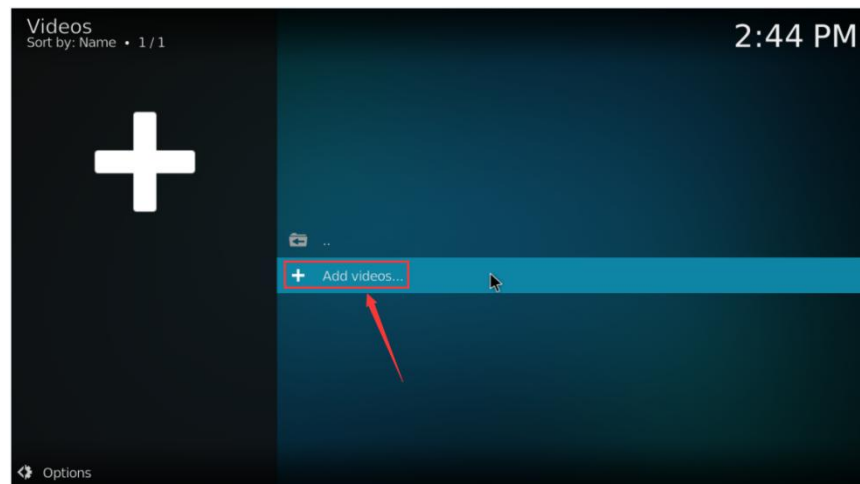 Videos
Sort by: Name • 1 / 1
2:44 PM
..
Add videos...
Options